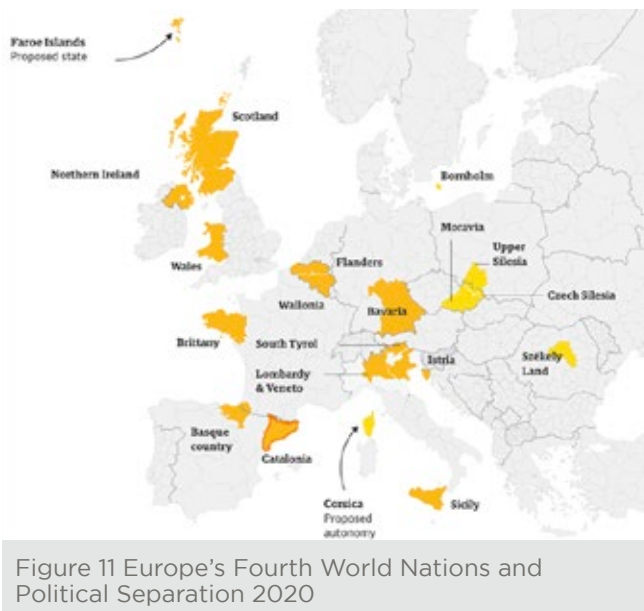 Faroe Islands
Proposed state
Scotland
Northern Ireland
Bornholm
Moravia
Upper
Silesia
Wales
Flanders
Czech Silesia
Wallonia
Bavaria
Brittany
South Tyrol
Istria
Székely
Land
Lombardy
& Veneto
Basque
country
Catalonia
Corsica
Proposed
autonomy
Sicily
Figure 11 Europe's Fourth World Nations and
Political Separation 2020